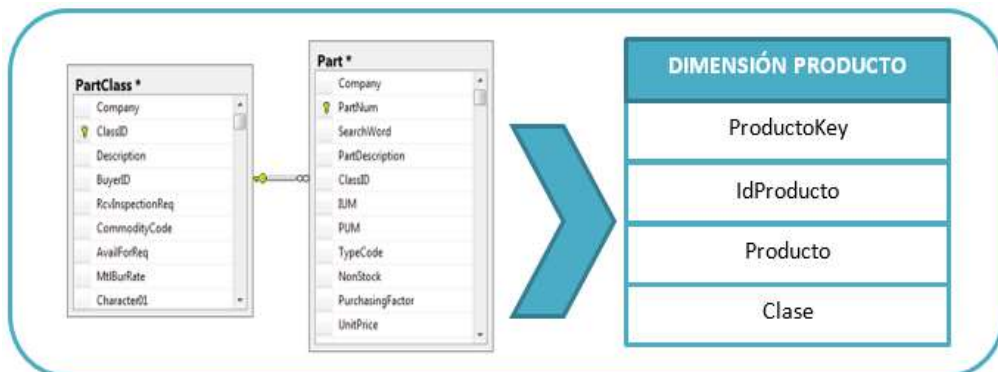 PartClass *
Company
ClassID
Description
BuyerID
RcvInspectionReq
CommodityCode
AvailForReq
MtlBurRate
Character01
Part *
Company
PartNum
SearchWord
PartDescription
ClassID
IUM
PUM
TypeCode
NonStock
PurchasingFactor
UnitPrice
DIMENSIÓN PRODUCTO
ProductoKey
IdProducto
Producto
Clase